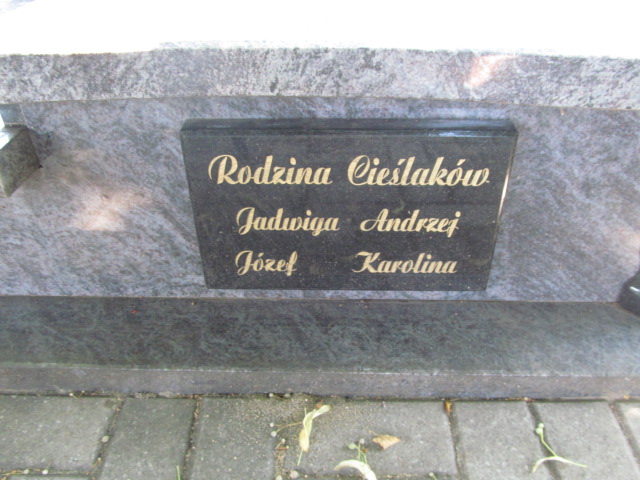 Rodzina Cieślaków
Jadwiga Andrzej
Józef Karolina